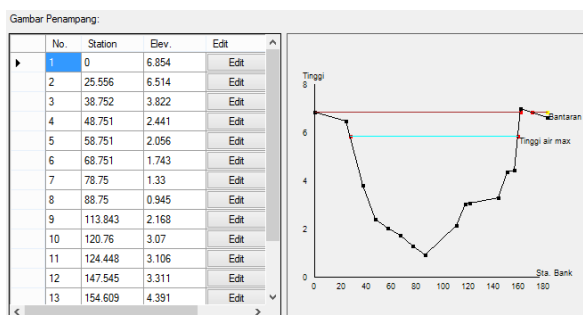 Gambar Penampang:
No. Station Elev. Edit
1 0 6.854 Edit
2 25.556 6.514 Edit
3 38.752 3.822 Edit
4 48.751 2.441 Edit
5 58.751 2.056 Edit
6 68.751 1.743 Edit
7 78.75 1.33 Edit
8 88.75 0.945 Edit
9 113.843 2.168 Edit
10 120.76 3.07 Edit
11 124.448 3.106 Edit
12 147.545 3.311 Edit
13 154.609 4.391 Edit
Tinggi
8
Bantaran
6
Tinggi air max
4
2
Sta. Bank
0
0 20 40 60 80 100 120 140 160 180